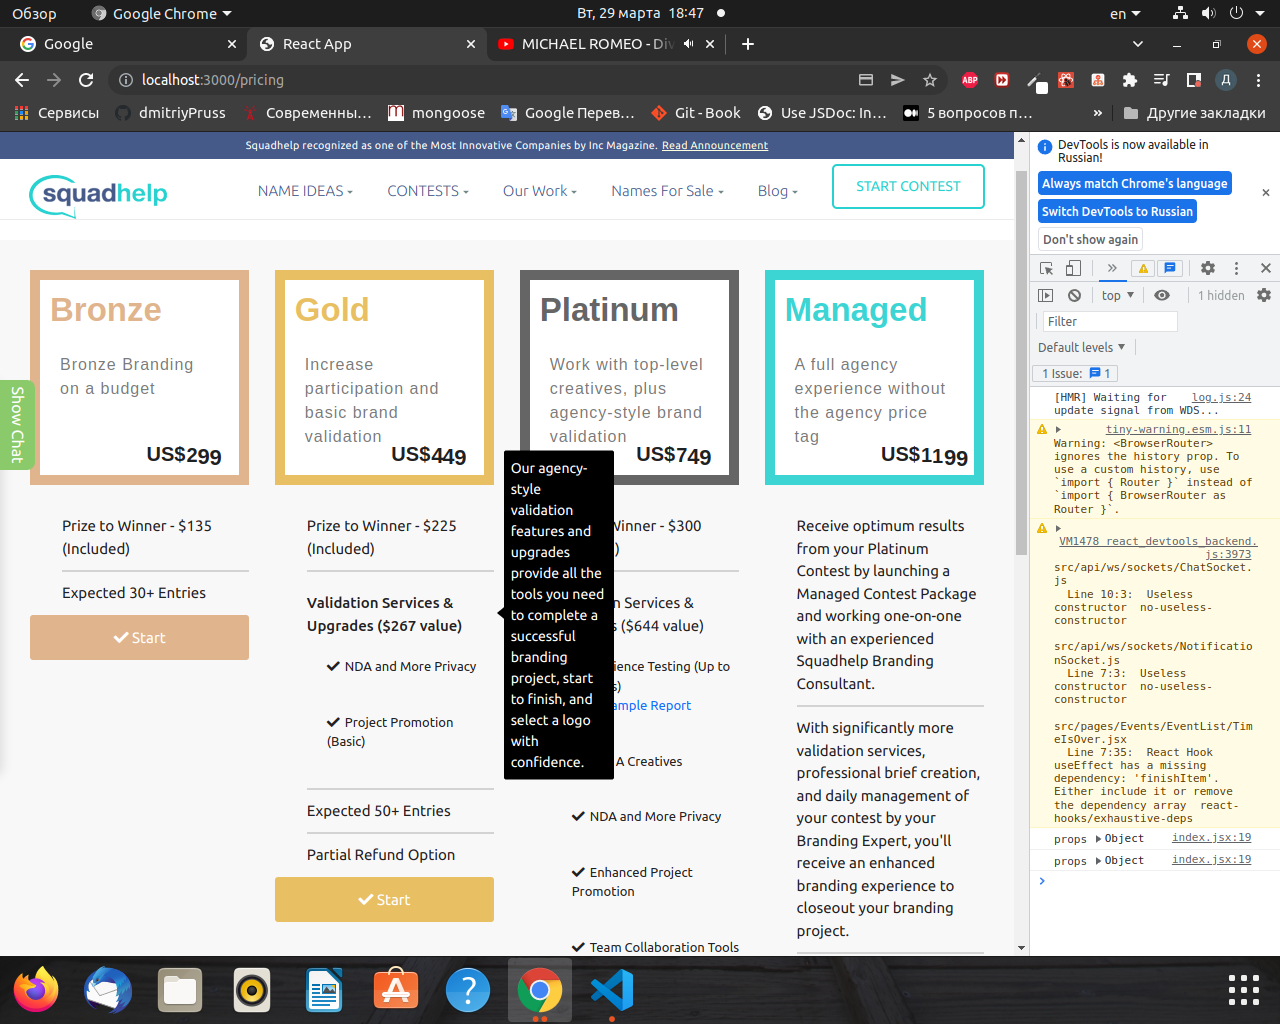 Обзор
Google Chrome
Вт, 29 марта 18:47
en
Google
React App
MICHAEL ROMEO - Div
localhost:3000/pricing
ABP
Д
Сервисы
dmitriyPruss
Современны...
mongoose
Google Перев...
Git - Book
Use JSDoc: In...
5 вопросов п...
»
Другие закладки
Squadhelp recognized as one of the Most Innovative Companies by Inc Magazine. Read Announcement
squadhelp
NAME IDEAS
CONTESTS
Our Work
Names For Sale
Blog
START CONTEST
Show Chat
Bronze
Bronze Branding
on a budget
US$299
Prize to Winner - $135
(Included)
Expected 30+ Entries
Start
Gold
Increase
participation and
basic brand
validation
US$449
Prize to Winner - $225
(Included)
Validation Services &
Upgrades ($267 value)
NDA and More Privacy
Project Promotion
(Basic)
Expected 50+ Entries
Partial Refund Option
Start
Our agency-
style
validation
features and
upgrades
provide all the
tools you need
to complete a
successful
branding
project, start
to finish, and
select a logo
with
confidence.
Platinum
Work with top-level
creatives, plus
agency-style brand
validation
US$749
Winner - $300
)
n Services &
s ($644 value)
ience Testing (Up to
s)
ample Report
A Creatives
NDA and More Privacy
Enhanced Project
Promotion
Team Collaboration Tools
Managed
A full agency
experience without
the agency price
tag
US$1199
Receive optimum results
from your Platinum
Contest by launching a
Managed Contest Package
and working one-on-one
with an experienced
Squadhelp Branding
Consultant.
With significantly more
validation services,
professional brief creation,
and daily management of
your contest by your
Branding Expert, you'll
receive an enhanced
branding experience to
closeout your branding
project.
DevTools is now available in
Russian!
Always match Chrome's language
Switch DevTools to Russian
Don't show again
»
top
1 hidden
Filter
Default levels
1 Issue: 1
[HMR] Waiting for log.js:24
update signal from WDS...
tiny-warning.esm.js:11
Warning: <BrowserRouter>
ignores the history prop. To
use a custom history, use
`import { Router }` instead of
`import { BrowserRouter as
Router }`.
VM1478 react_devtools_backend.
js:3973
src/api/ws/sockets/ChatSocket.
js
Line 10:3: Useless
constructor no-useless-
constructor
src/api/ws/sockets/Notificatio
nSocket.js
Line 7:3: Useless
constructor no-useless-
constructor
src/pages/Events/EventList/Tim
eIsOver.jsx
Line 7:35: React Hook
useEffect has a missing
dependency: 'finishItem'.
Either include it or remove
the dependency array react-
hooks/exhaustive-deps
props Object index.jsx:19
props Object index.jsx:19